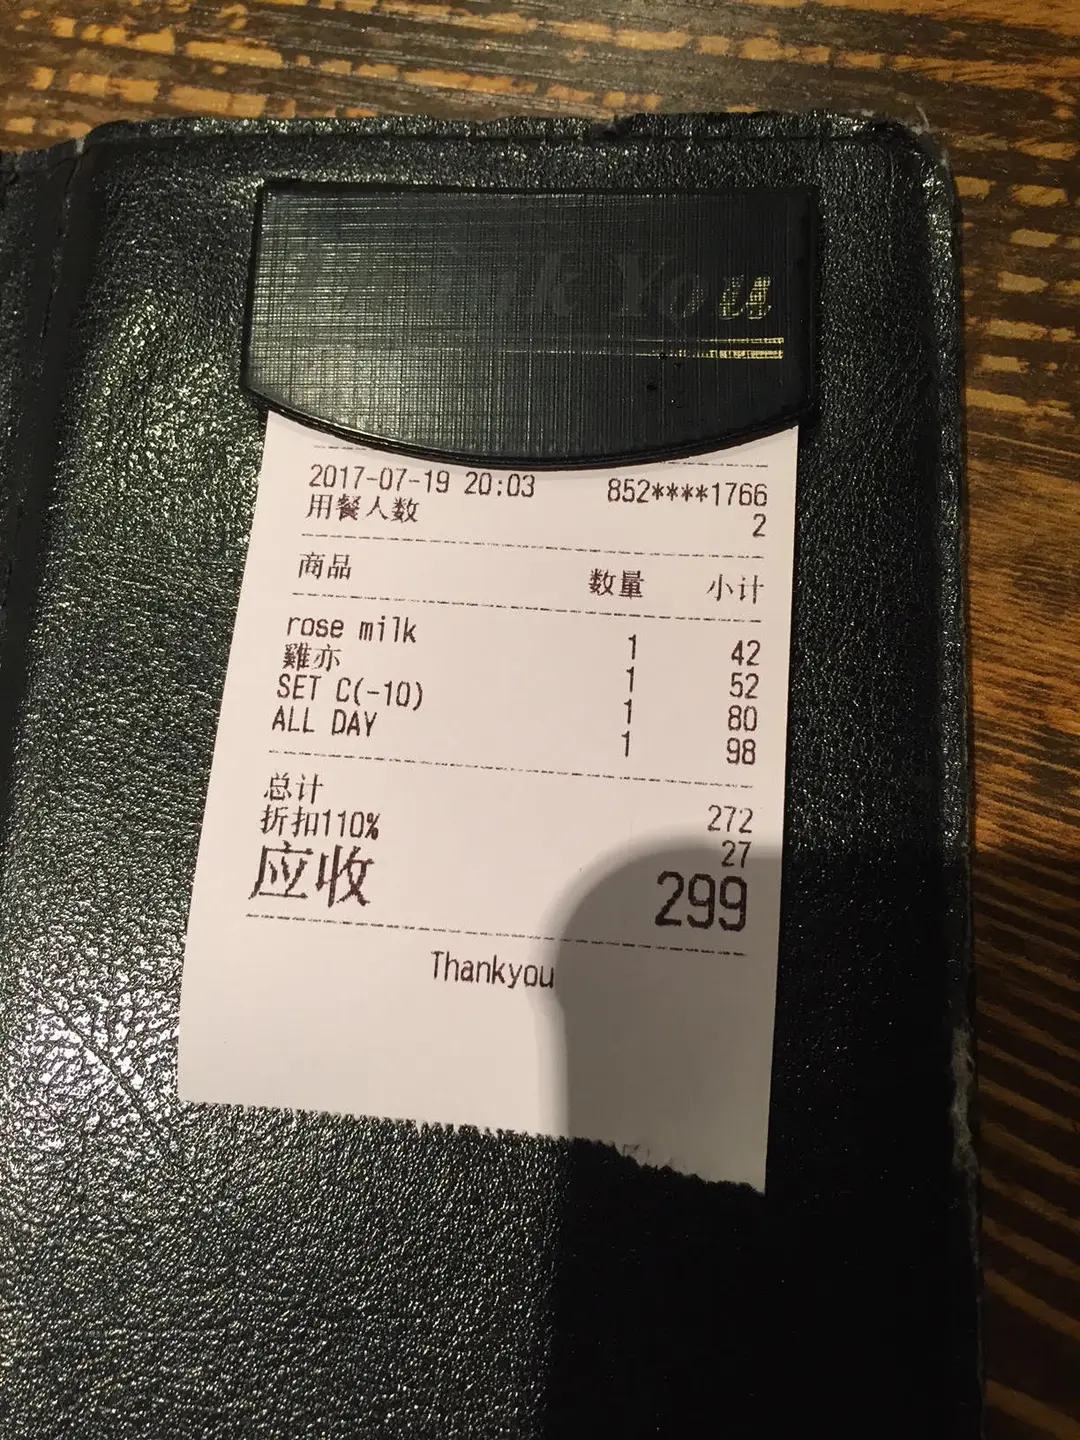 Thank You
2017-07-19 20:03 852****1766
用餐人数 2
商品 数量 小计
rose milk 1 42
雞亦 1 52
SET C(-10) 1 80
ALL DAY 1 98
总计 272
折扣110% 27
应收 299
Thankyou